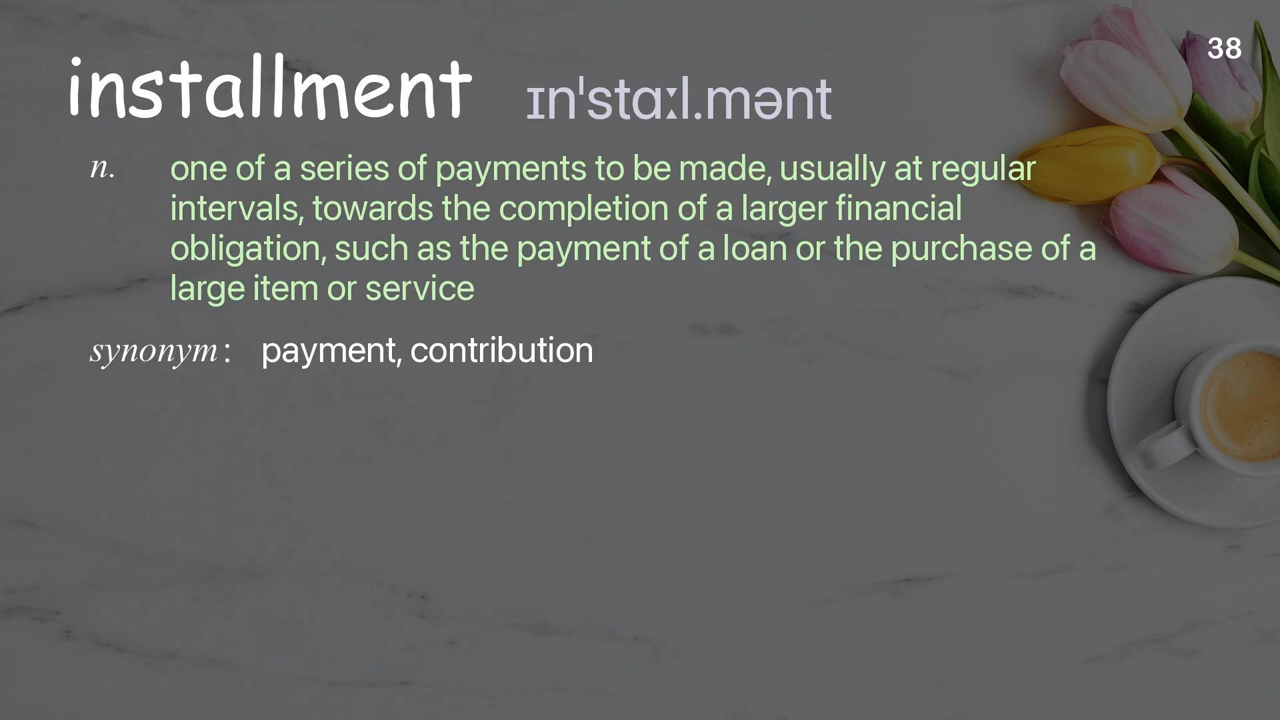 38
installment ɪnˈstɑːl.mənt
n. one of a series of payments to be made, usually at regular
intervals, towards the completion of a larger financial
obligation, such as the payment of a loan or the purchase of a
large item or service
synonym: payment, contribution